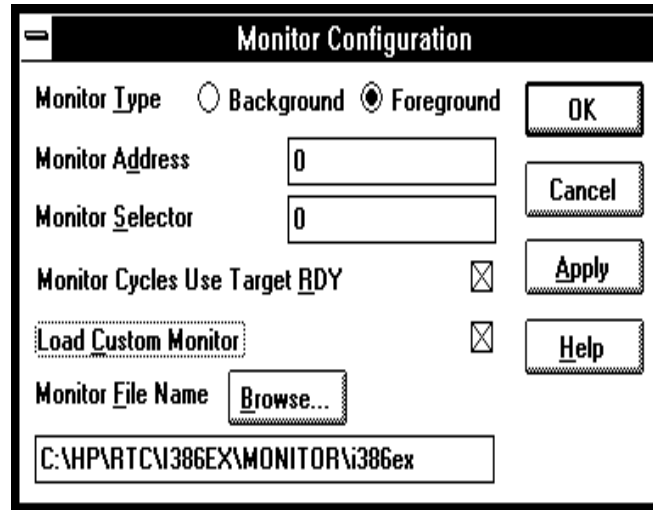 Monitor Configuration
Monitor Type Background Foreground OK
Monitor Address 0
Cancel
Monitor Selector 0
Monitor Cycles Use Target RDY Apply
Load Custom Monitor Help
Monitor File Name Browse...
C:\HP\RTC\I386EX\MONITOR\i386ex